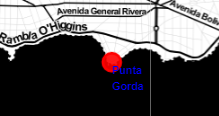 Avenida General Rivera
Avenida Boli
Rambla O'Higgins
Punta
Gorda